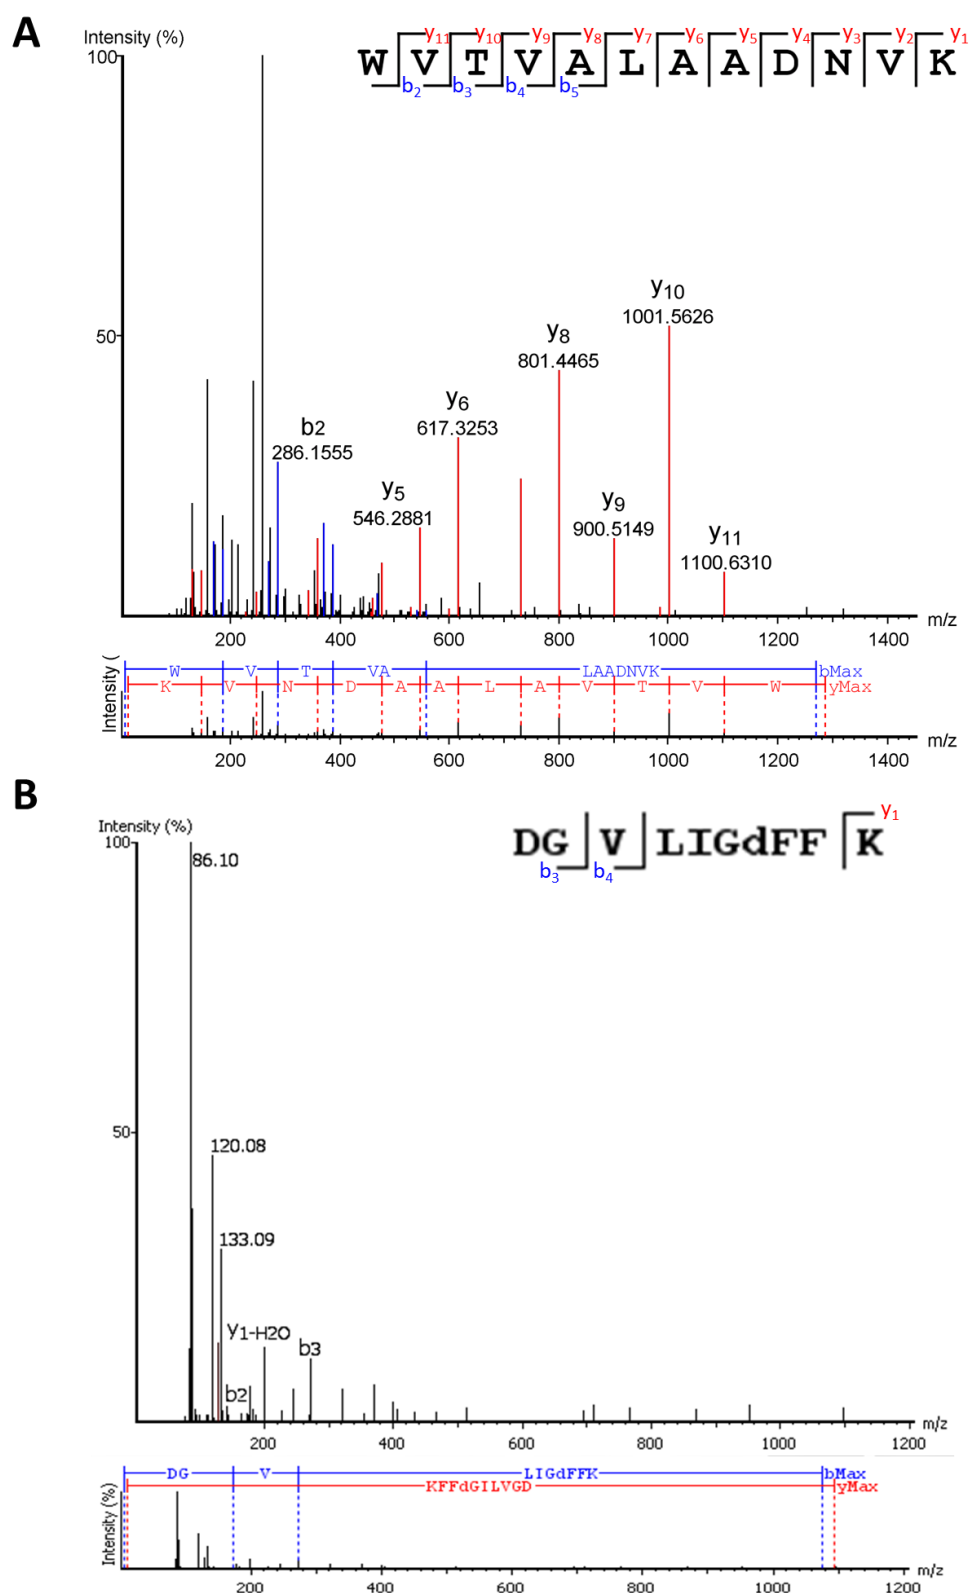 A
Intensity (%)
y11 y10 y9 y8 y7 y6 y5 y4 y3 y2 y1
W V T V A L A A D N V K
b2 b3 b4 b5
100
y10
1001.5626
50
y8
801.4465
y6
617.3253
b2
286.1555
y5
546.2881
y9
900.5149
y11
1100.6310
200 400 600 800 1000 1200 1400 m/z
Intensity (
W V T VA LAADNVK bMax
K V N D A A L A V T V W yMax
200 400 600 800 1000 1200 1400 m/z
B
Intensity (%)
y1
DG V LIGdFF K
b3 b4
100
86.10
50
120.08
133.09
y1-H2O
b3
b2
200 400 600 800 1000 1200 m/z
Intensity (%)
DG V LIGdFFK bMax
KFFdGILVGD yMax
200 400 600 800 1000 1200 m/z